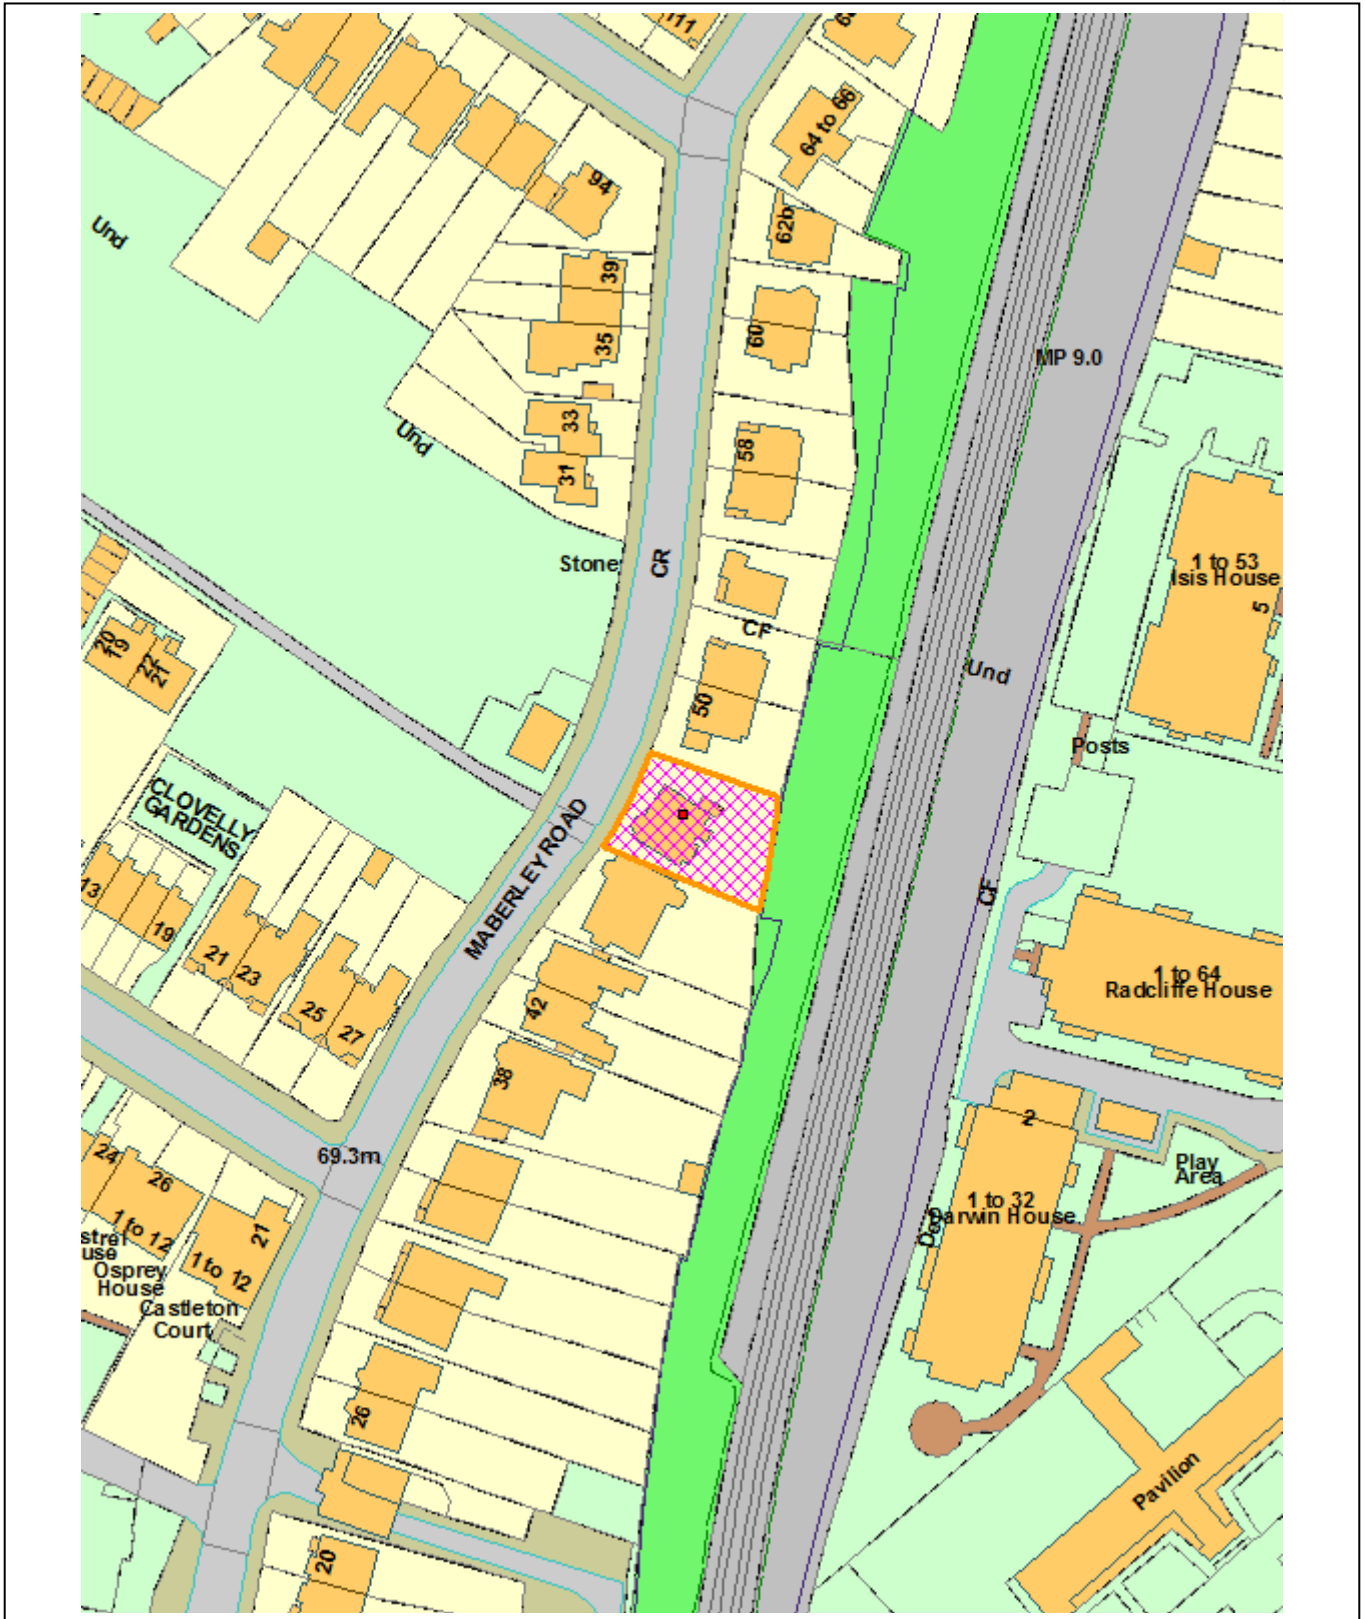 111
64 to 66
94
62b
Und
39
60
35
MP 9.0
33
58
Und
31
Stone
CR
1 to 53
Isis House
5
CF
20
19
22
21
Und
50
Posts
CLOVELLY
GARDENS
MABERLEY ROAD
13
19
21
23
25
27
CF
1 to 64
Radcliffe House
42
38
2
69.3m
24
26
1 to 12
21
1 to 12
Osprey
House
Castleton
Court
Play
Area
1 to 32
Darwin House
26
Pavilion
20